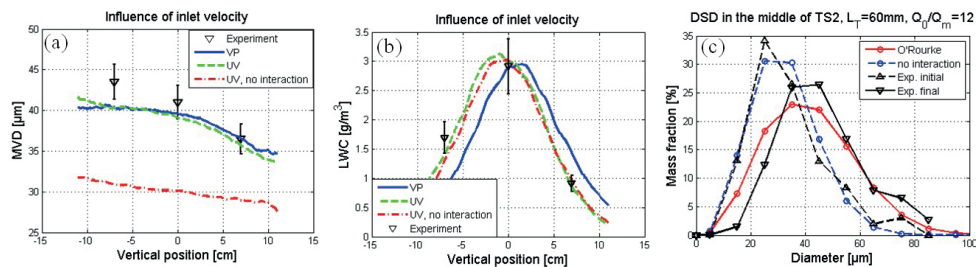 Influence of inlet velocity
(a)
Experiment
VP
UV
UV, no interaction
MVD [µm]
50
45
40
35
30
25
-15 -10 -5 0 5 10 15
Vertical position [cm]
Influence of inlet velocity
(b)
LWC [g/m³]
3.5
3
2.5
2
1.5
1
0.5
0
VP
UV
UV, no interaction
Experiment
-15 -10 -5 0 5 10 15
Vertical position [cm]
DSD in the middle of TS2, L_T=60mm, Q_0/Q_m=12
(c)
O'Rourke
no interaction
Exp. initial
Exp. final
Mass fraction [%]
35
30
25
20
15
10
5
0
0 20 40 60 80 100
Diameter [µm]